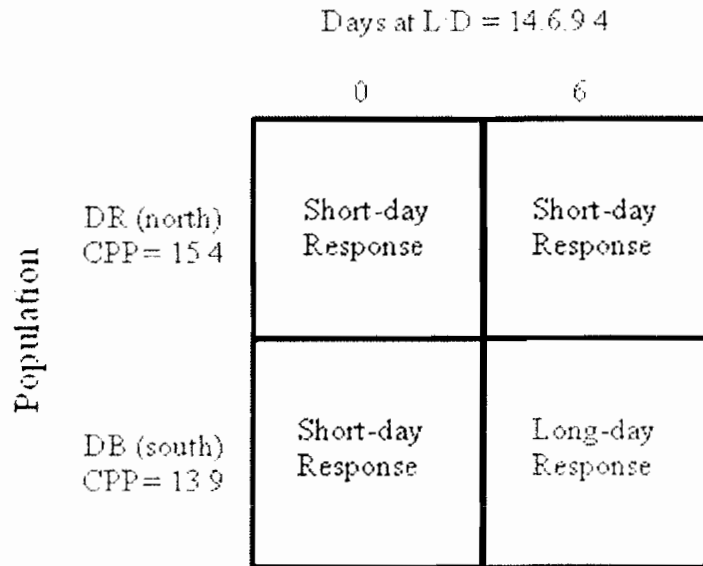 Days at L:D = 14.6.9 4
0 6
DR (north)
CPP = 15 4
Short-day
Response
Short-day
Response
Population
DB (south)
CPP = 13 9
Short-day
Response
Long-day
Response